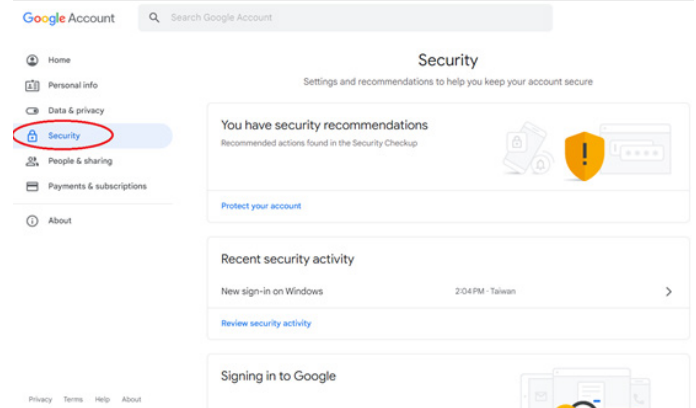 Google Account
Search Google Account
Home
Personal info
Data & privacy
Security
People & sharing
Payments & subscriptions
About
Privacy Terms Help About
Security
Settings and recommendations to help you keep your account secure
You have security recommendations
Recommended actions found in the Security Checkup
Protect your account
Recent security activity
New sign-in on Windows 2:04 PM · Taiwan
Review security activity
Signing in to Google